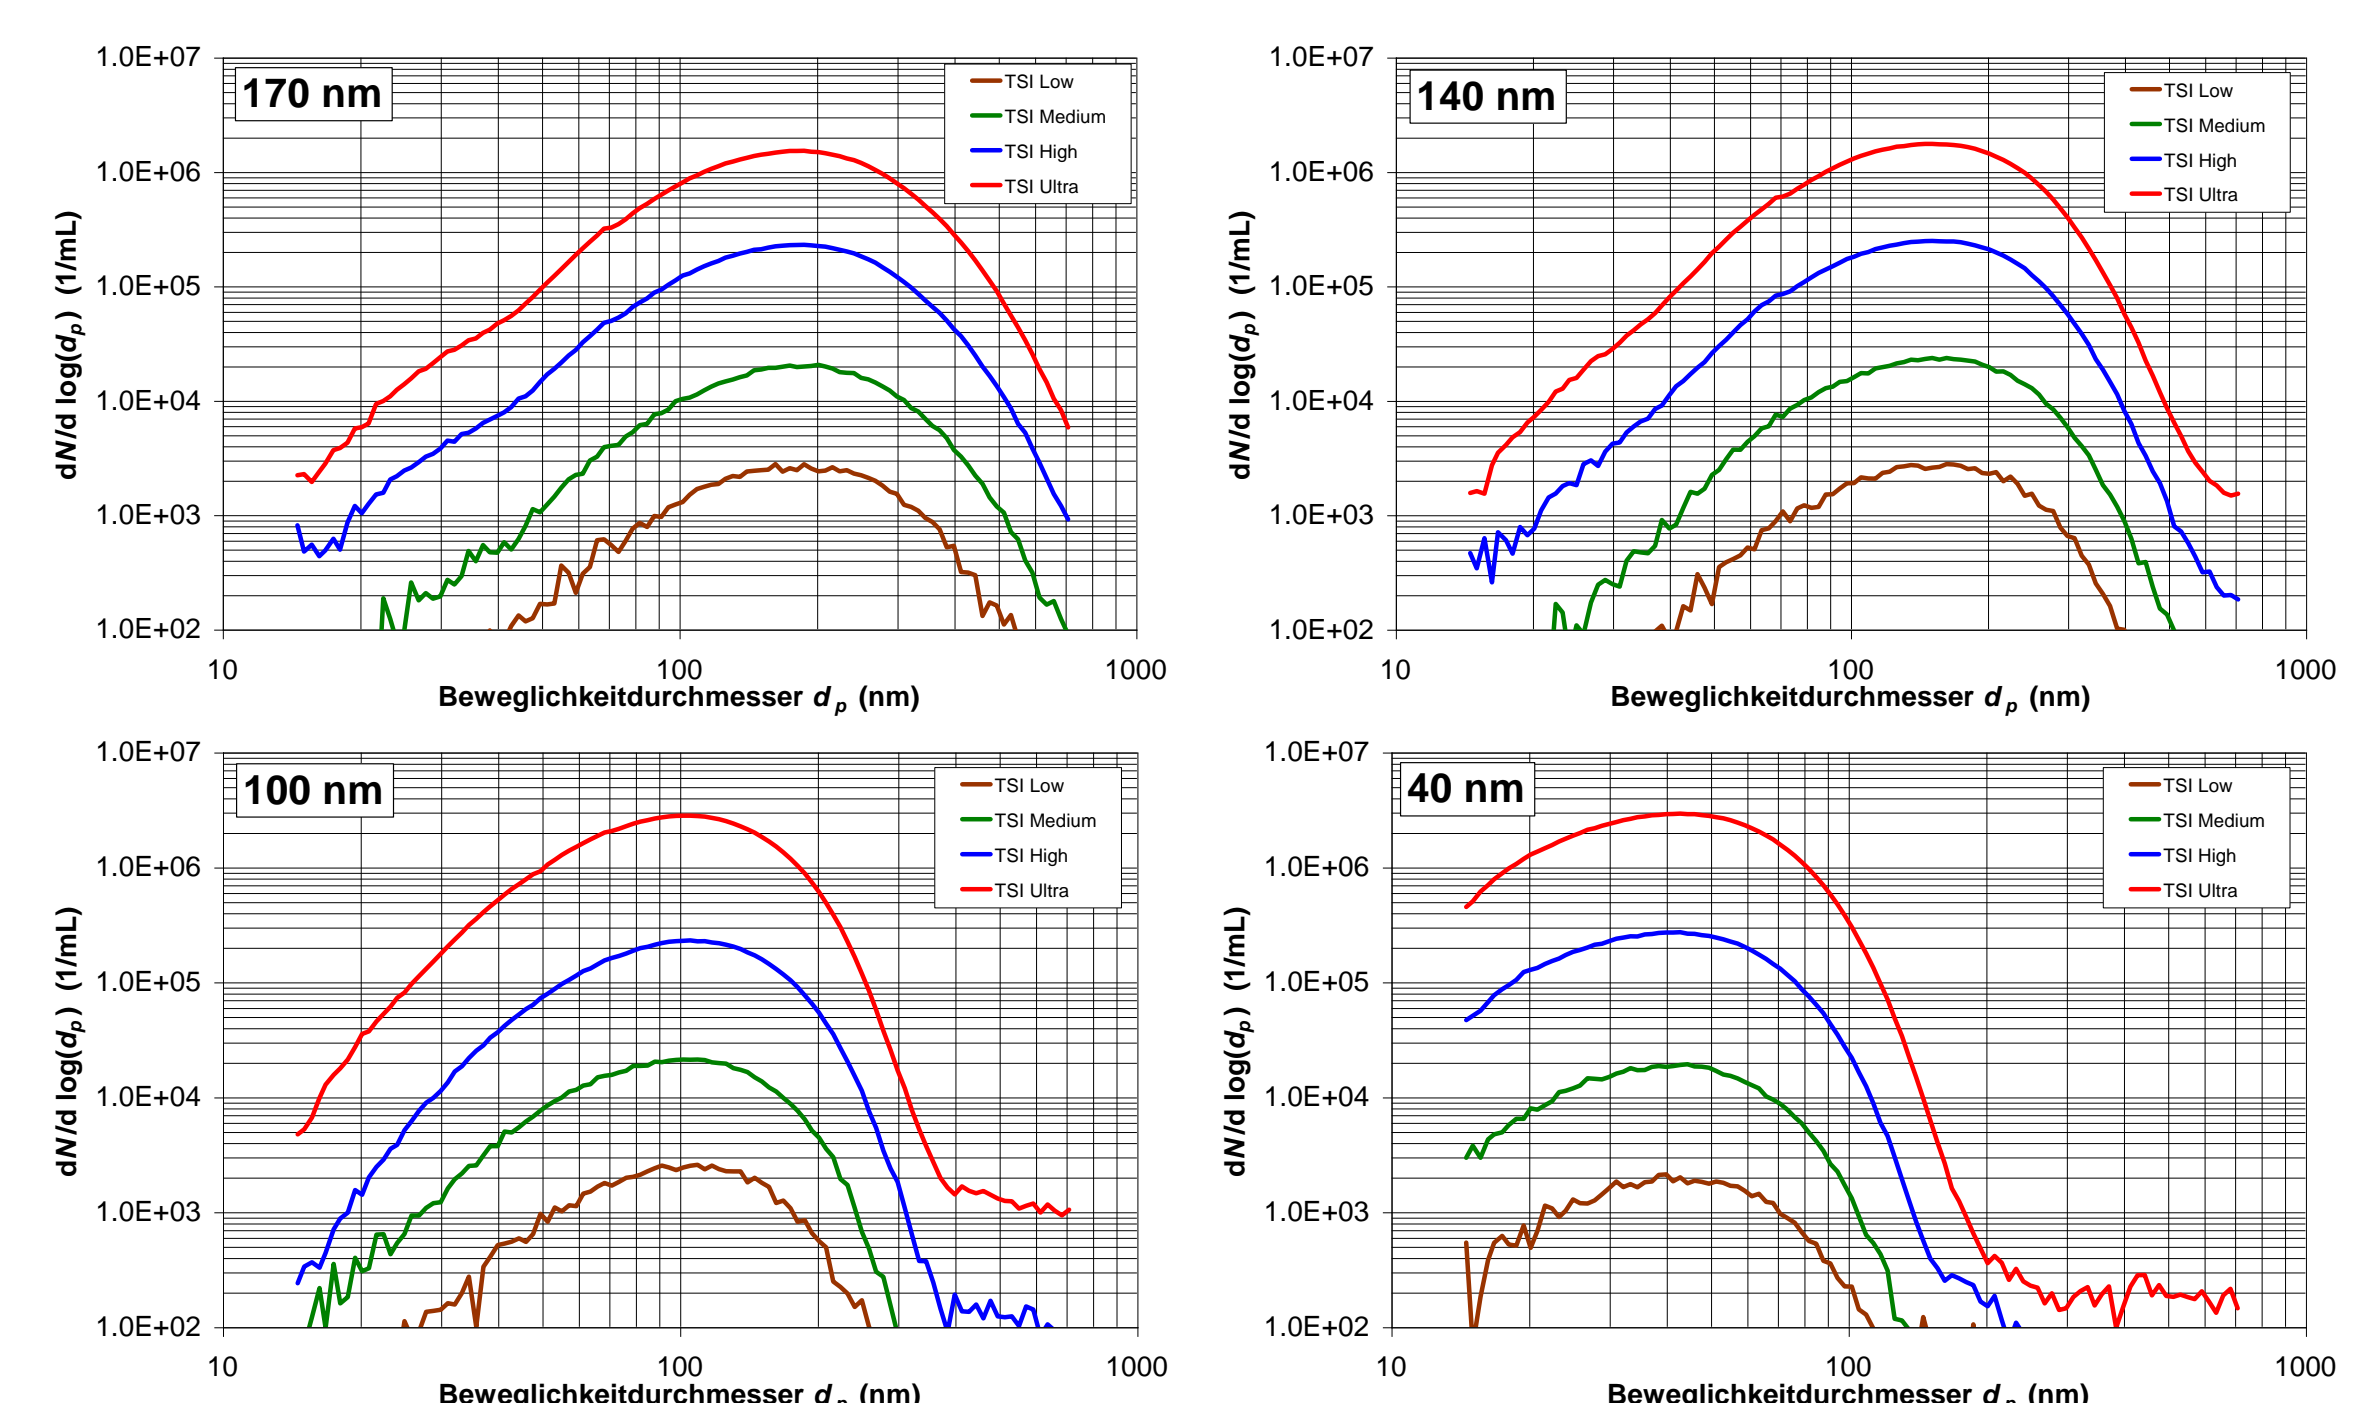 170 nm
1.0E+07
1.0E+06
1.0E+05
1.0E+04
1.0E+03
1.0E+02
dN/d log(dp) (1/mL)
TSI Low
TSI Medium
TSI High
TSI Ultra
10 100 1000
Beweglichkeitdurchmesser dp (nm)
140 nm
1.0E+07
1.0E+06
1.0E+05
1.0E+04
1.0E+03
1.0E+02
dN/d log(dp) (1/mL)
TSI Low
TSI Medium
TSI High
TSI Ultra
10 100 1000
Beweglichkeitdurchmesser dp (nm)
100 nm
1.0E+07
1.0E+06
1.0E+05
1.0E+04
1.0E+03
1.0E+02
dN/d log(dp) (1/mL)
TSI Low
TSI Medium
TSI High
TSI Ultra
10 100 1000
Beweglichkeitdurchmesser dp (nm)
40 nm
1.0E+07
1.0E+06
1.0E+05
1.0E+04
1.0E+03
1.0E+02
dN/d log(dp) (1/mL)
TSI Low
TSI Medium
TSI High
TSI Ultra
10 100 1000
Beweglichkeitdurchmesser dp (nm)